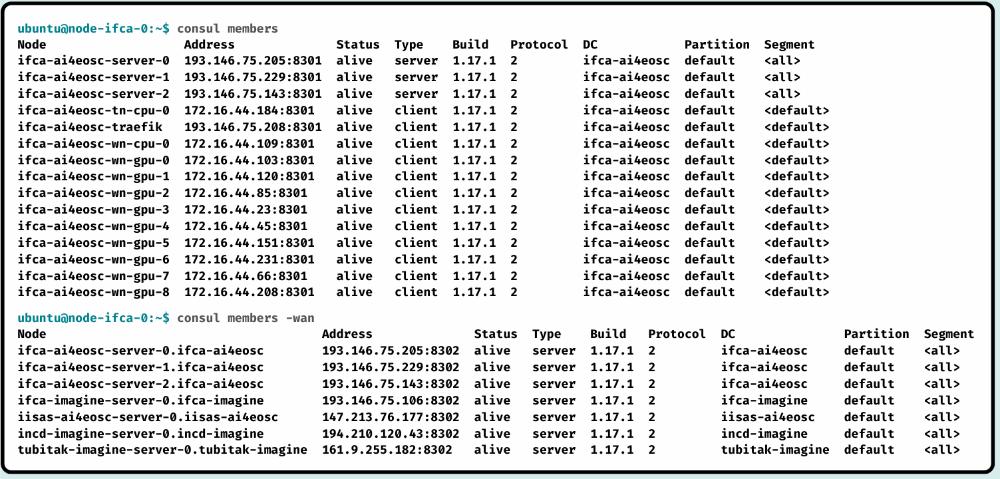 ubuntu@node-ifca-0:~$ consul members
Node                   Address              Status  Type    Build   Protocol  DC            Partition  Segment
ifca-ai4eosc-server-0  193.146.75.205:8301  alive   server  1.17.1  2         ifca-ai4eosc  default    <all>
ifca-ai4eosc-server-1  193.146.75.229:8301  alive   server  1.17.1  2         ifca-ai4eosc  default    <all>
ifca-ai4eosc-server-2  193.146.75.143:8301  alive   server  1.17.1  2         ifca-ai4eosc  default    <all>
ifca-ai4eosc-tn-cpu-0  172.16.44.184:8301   alive   client  1.17.1  2         ifca-ai4eosc  default    <default>
ifca-ai4eosc-traefik   193.146.75.208:8301  alive   client  1.17.1  2         ifca-ai4eosc  default    <default>
ifca-ai4eosc-wn-cpu-0  172.16.44.109:8301   alive   client  1.17.1  2         ifca-ai4eosc  default    <default>
ifca-ai4eosc-wn-gpu-0  172.16.44.103:8301   alive   client  1.17.1  2         ifca-ai4eosc  default    <default>
ifca-ai4eosc-wn-gpu-1  172.16.44.120:8301   alive   client  1.17.1  2         ifca-ai4eosc  default    <default>
ifca-ai4eosc-wn-gpu-2  172.16.44.85:8301    alive   client  1.17.1  2         ifca-ai4eosc  default    <default>
ifca-ai4eosc-wn-gpu-3  172.16.44.23:8301    alive   client  1.17.1  2         ifca-ai4eosc  default    <default>
ifca-ai4eosc-wn-gpu-4  172.16.44.45:8301    alive   client  1.17.1  2         ifca-ai4eosc  default    <default>
ifca-ai4eosc-wn-gpu-5  172.16.44.151:8301   alive   client  1.17.1  2         ifca-ai4eosc  default    <default>
ifca-ai4eosc-wn-gpu-6  172.16.44.231:8301   alive   client  1.17.1  2         ifca-ai4eosc  default    <default>
ifca-ai4eosc-wn-gpu-7  172.16.44.66:8301    alive   client  1.17.1  2         ifca-ai4eosc  default    <default>
ifca-ai4eosc-wn-gpu-8  172.16.44.208:8301   alive   client  1.17.1  2         ifca-ai4eosc  default    <default>
ubuntu@node-ifca-0:~$ consul members -wan
Node                                      Address              Status  Type    Build   Protocol  DC               Partition  Segment
ifca-ai4eosc-server-0.ifca-ai4eosc        193.146.75.205:8302  alive   server  1.17.1  2         ifca-ai4eosc     default    <all>
ifca-ai4eosc-server-1.ifca-ai4eosc        193.146.75.229:8302  alive   server  1.17.1  2         ifca-ai4eosc     default    <all>
ifca-ai4eosc-server-2.ifca-ai4eosc        193.146.75.143:8302  alive   server  1.17.1  2         ifca-ai4eosc     default    <all>
ifca-imagine-server-0.ifca-imagine        193.146.75.106:8302  alive   server  1.17.1  2         ifca-imagine     default    <all>
iisas-ai4eosc-server-0.iisas-ai4eosc      147.213.76.177:8302  alive   server  1.17.1  2         iisas-ai4eosc    default    <all>
incd-imagine-server-0.incd-imagine        194.210.120.43:8302  alive   server  1.17.1  2         incd-imagine     default    <all>
tubitak-imagine-server-0.tubitak-imagine  161.9.255.182:8302   alive   server  1.17.1  2         tubitak-imagine  default    <all>